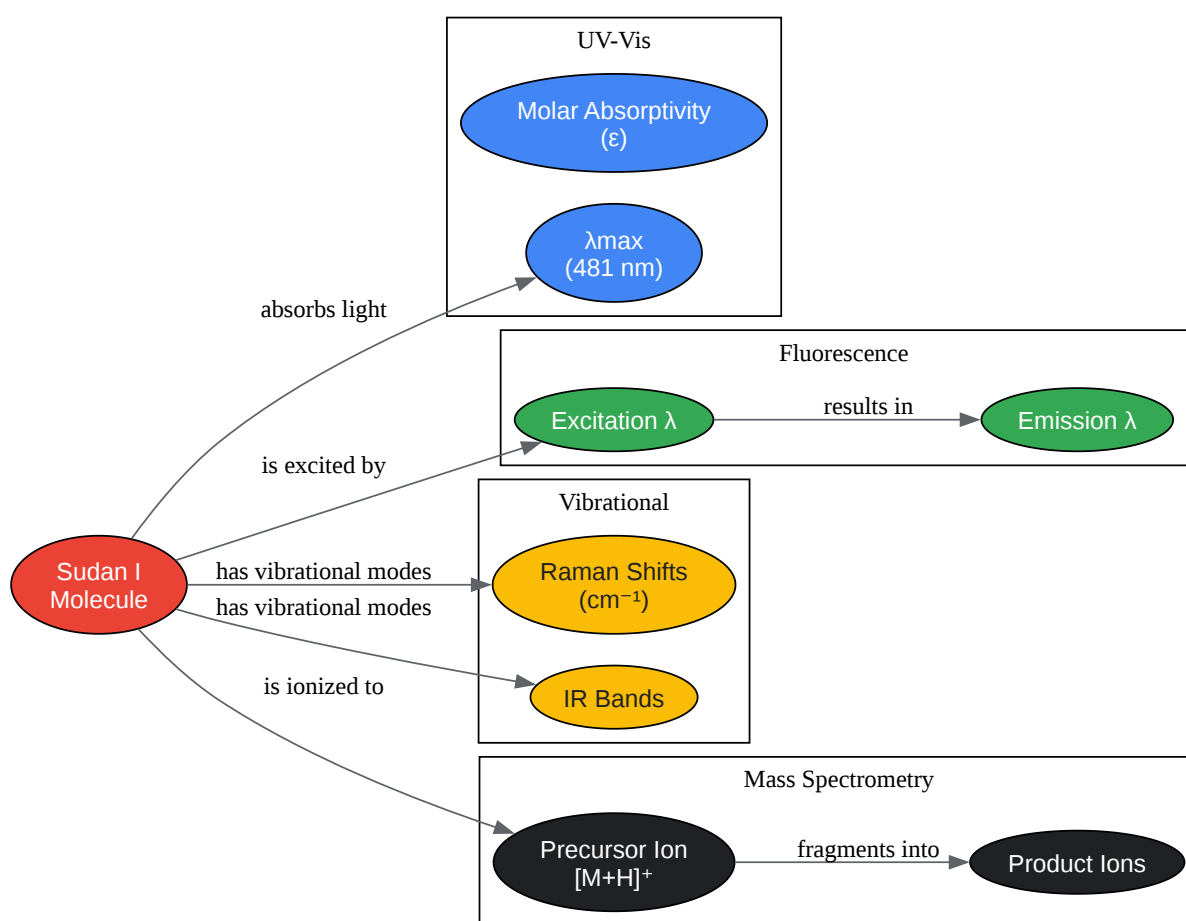 UV-Vis
Molar Absorptivity
(ε)
λmax
(481 nm)
absorbs light
Fluorescence
Excitation λ
results in
Emission λ
is excited by
Vibrational
Sudan I
Molecule
has vibrational modes
Raman Shifts
(cm⁻¹)
has vibrational modes
IR Bands
is ionized to
Mass Spectrometry
Precursor Ion
[M+H]⁺
fragments into
Product Ions